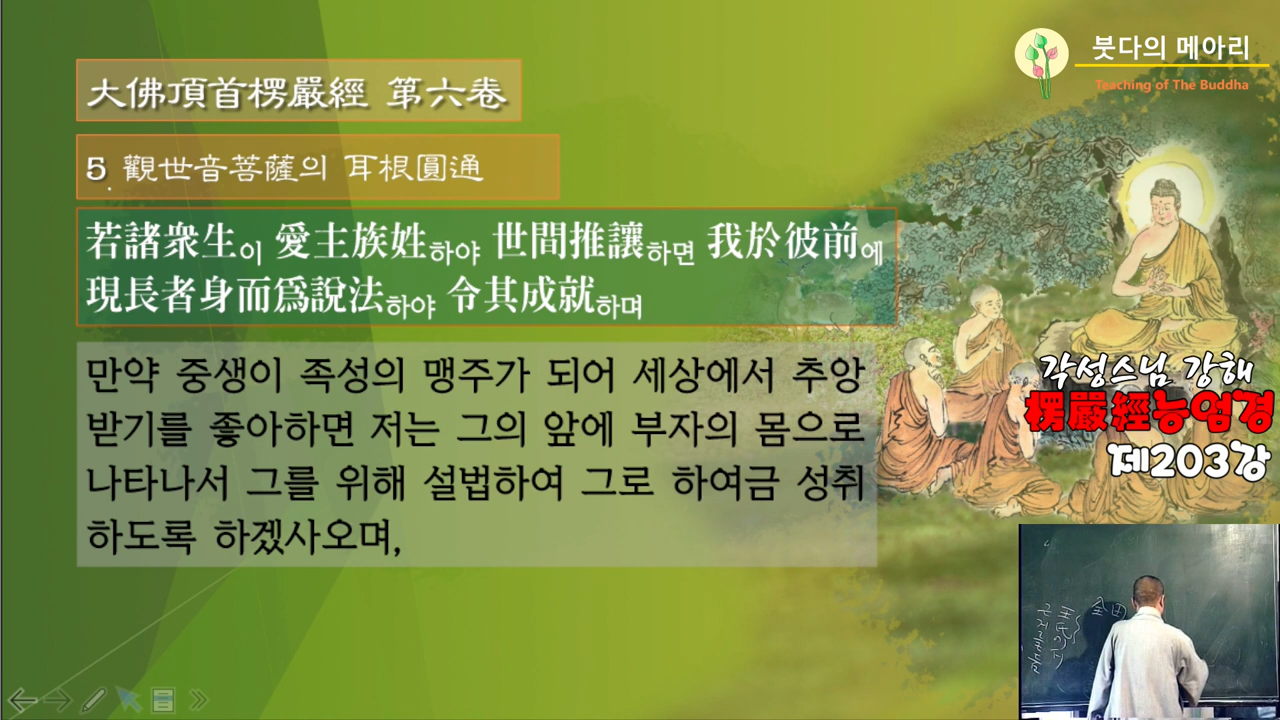 붓다의 메아리
Teaching of The Buddha
大佛頂首楞嚴經 第六卷
5. 觀世音菩薩의 耳根圓通
若諸衆生이 愛主族姓하야 世間推讓하면 我於彼前에
現長者身而爲說法하야 令其成就하며
만약 중생이 족성의 맹주가 되어 세상에서 추앙
받기를 좋아하면 저는 그의 앞에 부자의 몸으로
나타나서 그를 위해 설법하여 그로 하여금 성취
하도록 하겠사오며,
각성스님 강해
楞嚴經능엄경
제203강